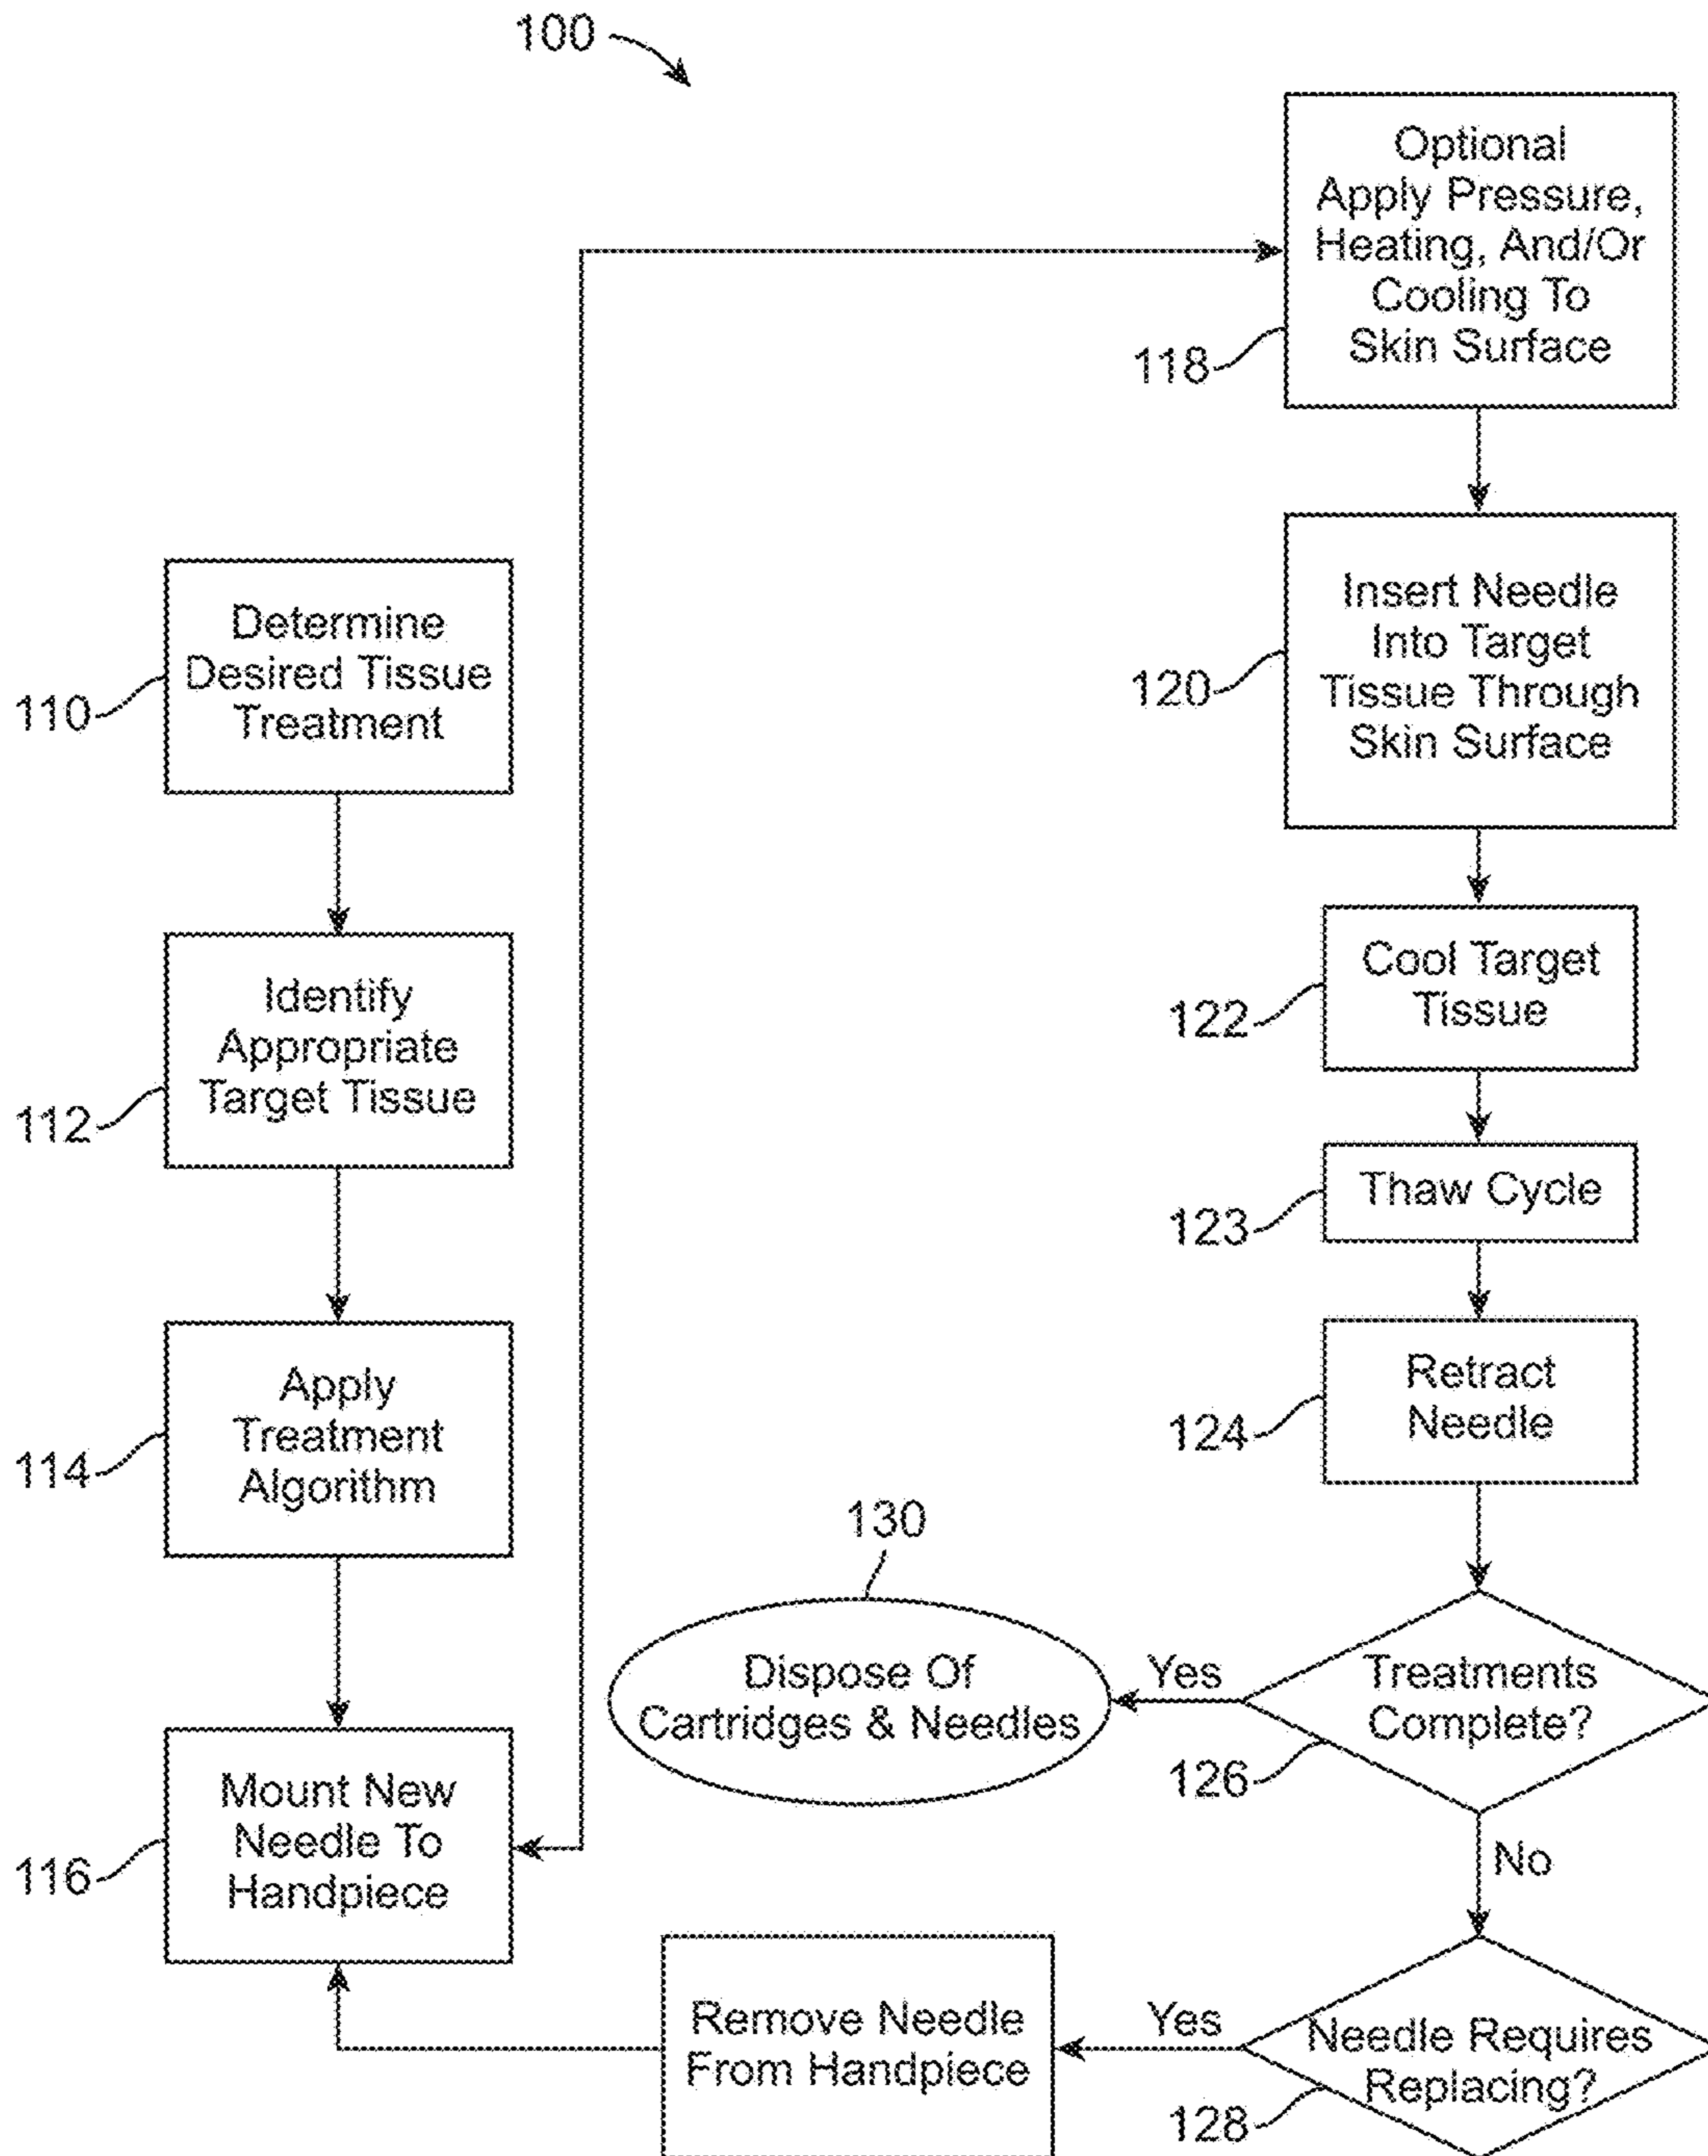 100
Optional
Apply Pressure,
Heating, And/Or
Cooling To
Skin Surface
118
Determine
Desired Tissue
Treatment
110
Insert Needle
Into Target
Tissue Through
Skin Surface
120
Identify
Appropriate
Target Tissue
112
Cool Target
Tissue
122
Thaw Cycle
123
Apply
Treatment
Algorithm
114
Retract
Needle
124
130
Dispose Of
Cartridges & Needles
Yes
Treatments
Complete?
126
Mount New
Needle To
Handpiece
116
No
Remove Needle
From Handpiece
Yes
Needle Requires
Replacing?
128